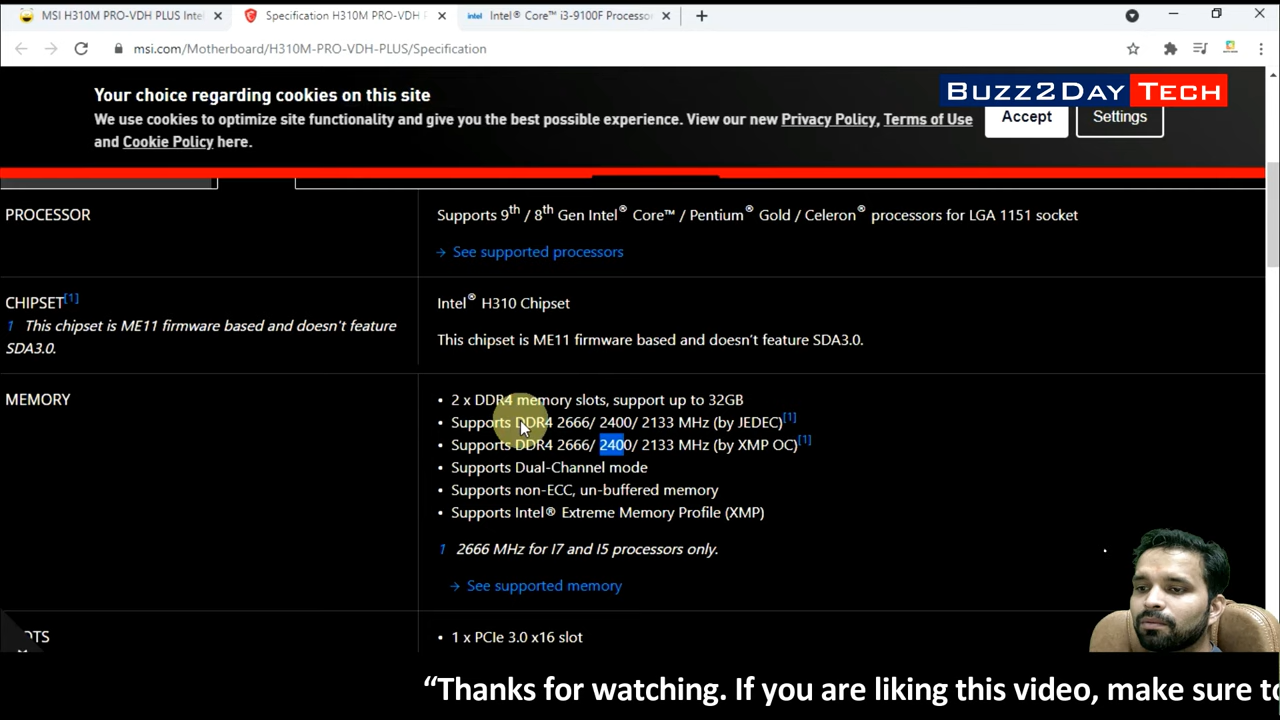 MSI H310M PRO-VDH PLUS Intel
Specification H310M PRO-VDH P
intel Intel® Core™ i3-9100F Processor
msi.com/Motherboard/H310M-PRO-VDH-PLUS/Specification
BUZZ2DAY TECH
Your choice regarding cookies on this site
We use cookies to optimize site functionality and give you the best possible experience. View our new Privacy Policy, Terms of Use
and Cookie Policy here.
Accept
Settings
PROCESSOR
Supports 9th / 8th Gen Intel® Core™ / Pentium® Gold / Celeron® processors for LGA 1151 socket
→ See supported processors
CHIPSET[1]
1 This chipset is ME11 firmware based and doesn't feature
SDA3.0.
Intel® H310 Chipset
This chipset is ME11 firmware based and doesn't feature SDA3.0.
MEMORY
• 2 x DDR4 memory slots, support up to 32GB
• Supports DDR4 2666/ 2400/ 2133 MHz (by JEDEC)[1]
• Supports DDR4 2666/ 2400/ 2133 MHz (by XMP OC)[1]
• Supports Dual-Channel mode
• Supports non-ECC, un-buffered memory
• Supports Intel® Extreme Memory Profile (XMP)
1 2666 MHz for I7 and I5 processors only.
→ See supported memory
OTS
• 1 x PCIe 3.0 x16 slot
“Thanks for watching. If you are liking this video, make sure to